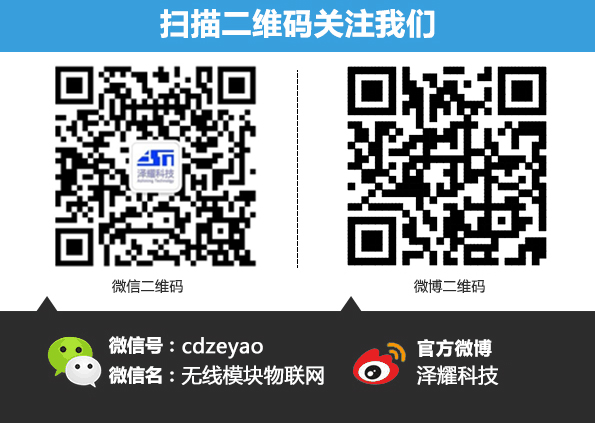 扫描二维码关注我们
泽耀科技
微信二维码
微博二维码
微信号：cdzeyao
微信名：无线模块物联网
官方微博
泽耀科技